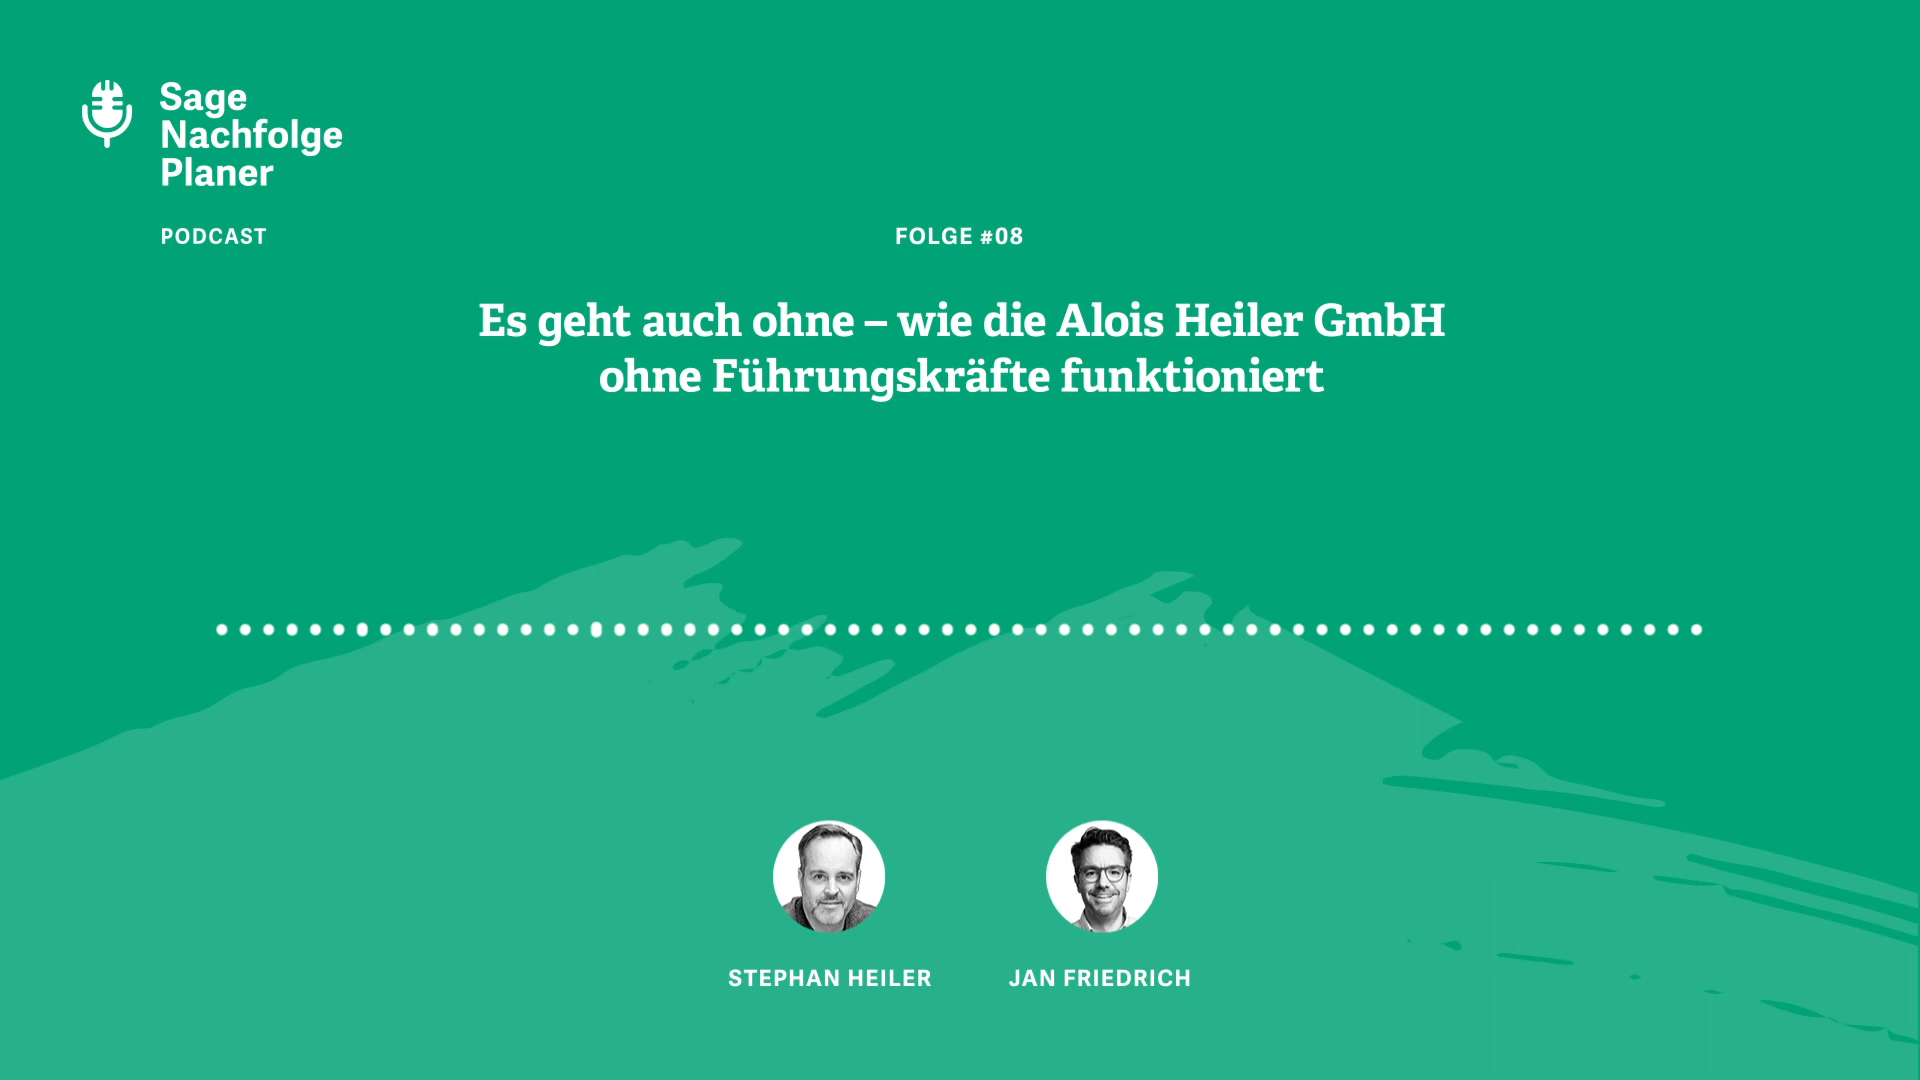 Sage
Nachfolge
Planer
PODCAST
FOLGE #08
Es geht auch ohne – wie die Alois Heiler GmbH
ohne Führungskräfte funktioniert
STEPHAN HEILER
JAN FRIEDRICH